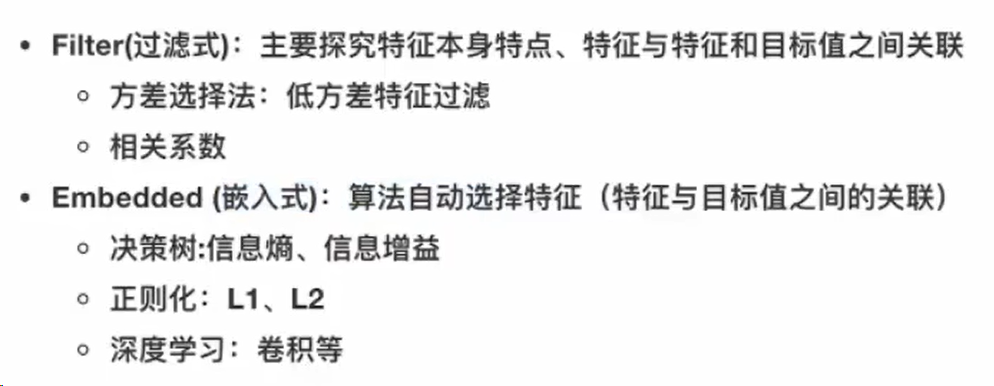 • Filter(过滤式)：主要探究特征本身特点、特征与特征和目标值之间关联
○ 方差选择法：低方差特征过滤
○ 相关系数
• Embedded (嵌入式)：算法自动选择特征（特征与目标值之间的关联）
○ 决策树:信息熵、信息增益
○ 正则化：L1、L2
○ 深度学习：卷积等